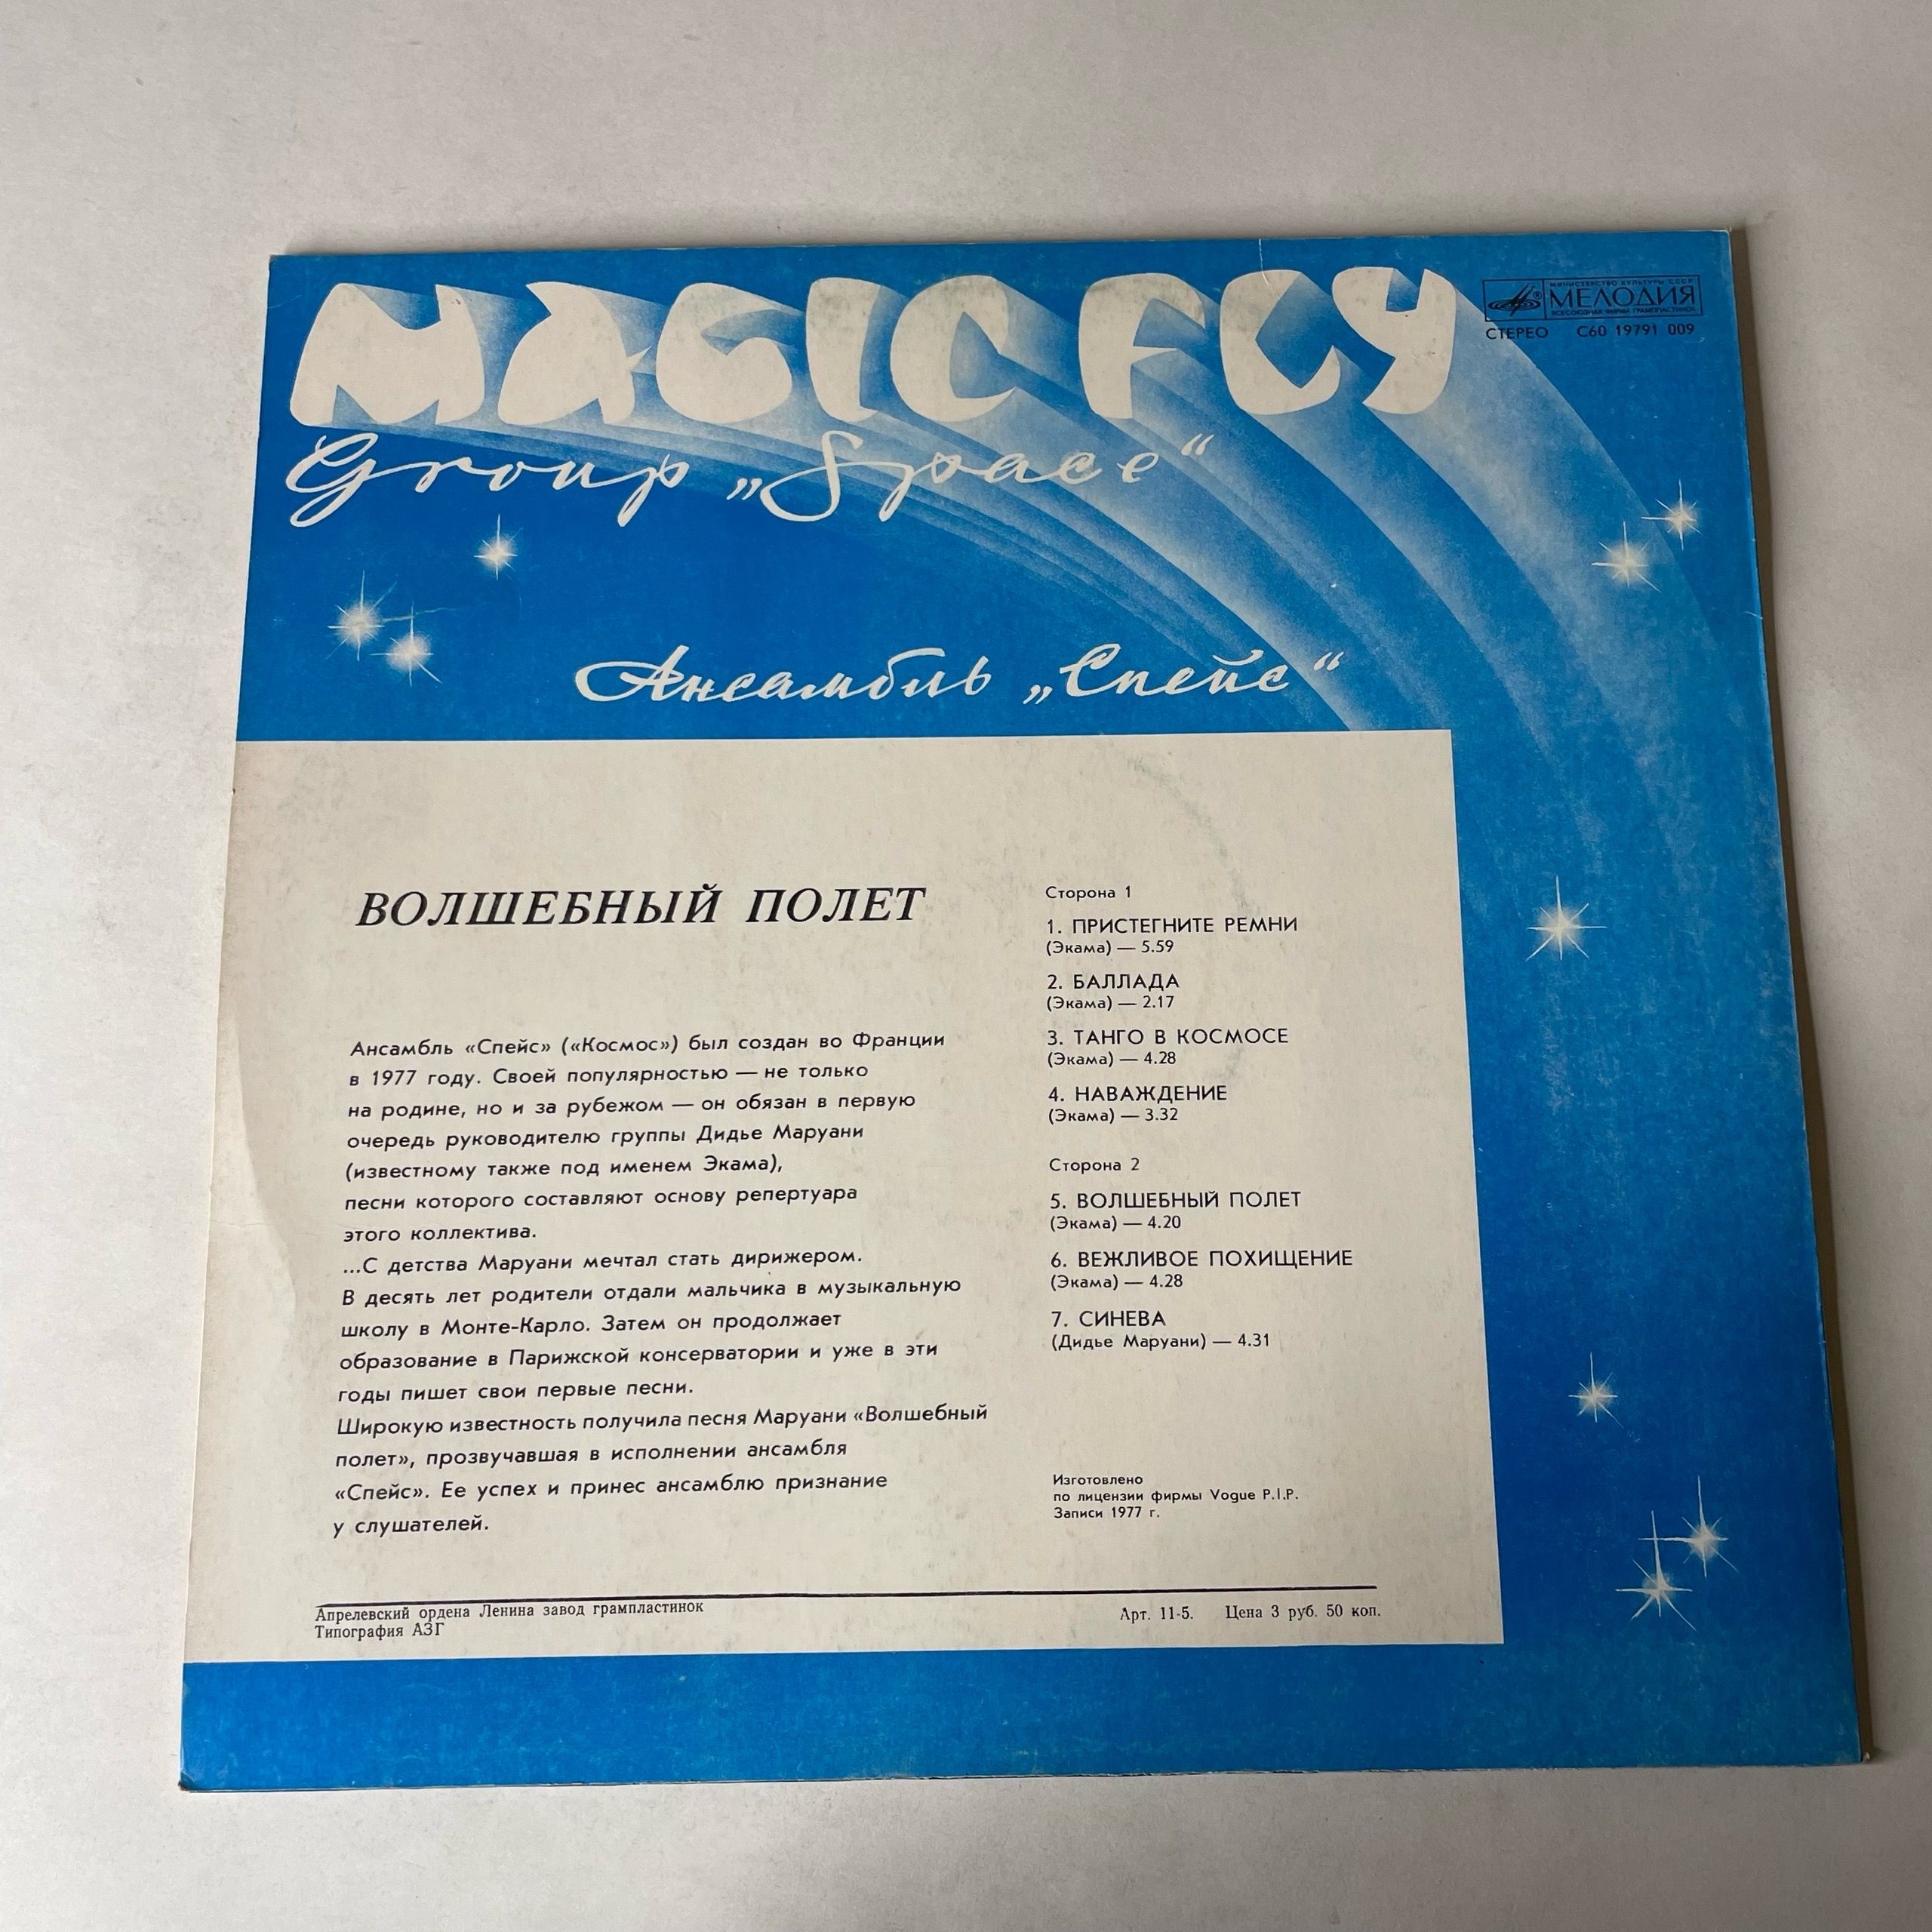 MAGIC FLY
МИНИСТЕРСТВО КУЛЬТУРЫ СССР
МЕЛОДИЯ
ВСЕСОЮЗНАЯ ФИРМА ГРАМПЛАСТИНОК
СТЕРЕО С60 19791 009
Group „Space“
Ансамбль „Спейс“
ВОЛШЕБНЫЙ ПОЛЕТ
Ансамбль «Спейс» («Космос») был создан во Франции
в 1977 году. Своей популярностью — не только
на родине, но и за рубежом — он обязан в первую
очередь руководителю группы Дидье Маруани
(известному также под именем Экама),
песни которого составляют основу репертуара
этого коллектива.
...С детства Маруани мечтал стать дирижером.
В десять лет родители отдали мальчика в музыкальную
школу в Монте-Карло. Затем он продолжает
образование в Парижской консерватории и уже в эти
годы пишет свои первые песни.
Широкую известность получила песня Маруани «Волшебный
полет», прозвучавшая в исполнении ансамбля
«Спейс». Ее успех и принес ансамблю признание
у слушателей.
Сторона 1
1. ПРИСТЕГНИТЕ РЕМНИ
(Экама) — 5.59
2. БАЛЛАДА
(Экама) — 2.17
3. ТАНГО В КОСМОСЕ
(Экама) — 4.28
4. НАВАЖДЕНИЕ
(Экама) — 3.32
Сторона 2
5. ВОЛШЕБНЫЙ ПОЛЕТ
(Экама) — 4.20
6. ВЕЖЛИВОЕ ПОХИЩЕНИЕ
(Экама) — 4.28
7. СИНЕВА
(Дидье Маруани) — 4.31
Изготовлено
по лицензии фирмы Vogue P.I.P.
Записи 1977 г.
Апрелевский ордена Ленина завод грампластинок
Типография АЗГ
Арт. 11-5. Цена 3 руб. 50 коп.